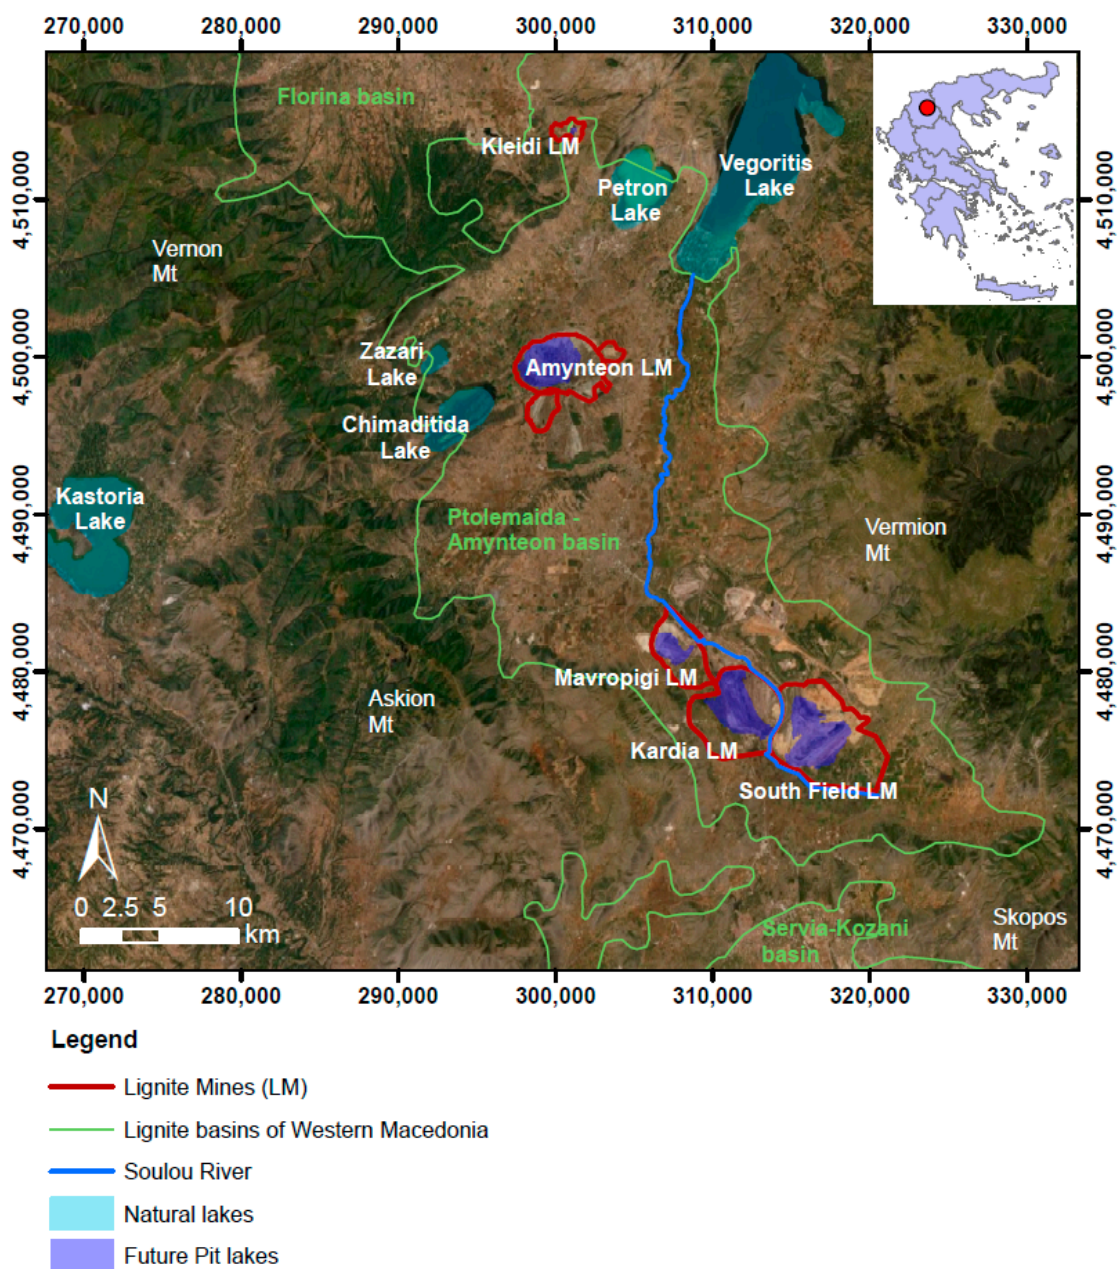 270,000 280,000 290,000 300,000 310,000 320,000 330,000
Florina basin
Kleidi LM
Vegoritis
Lake
Petron
Lake
4,510,000
4,510,000
Vernon
Mt
Zazari
Lake
Amynteon LM
4,500,000
4,500,000
Chimaditida
Lake
Kastoria
Lake
4,490,000
4,490,000
Ptolemaida -
Amynteon basin
Vermion
Mt
Mavropigi LM
4,480,000
4,480,000
Askion
Mt
Kardia LM
South Field LM
4,470,000
4,470,000
N
0 2.5 5 10
km
Servia-Kozani
basin
Skopos
Mt
270,000 280,000 290,000 300,000 310,000 320,000 330,000
Legend
Lignite Mines (LM)
Lignite basins of Western Macedonia
Soulou River
Natural lakes
Future Pit lakes